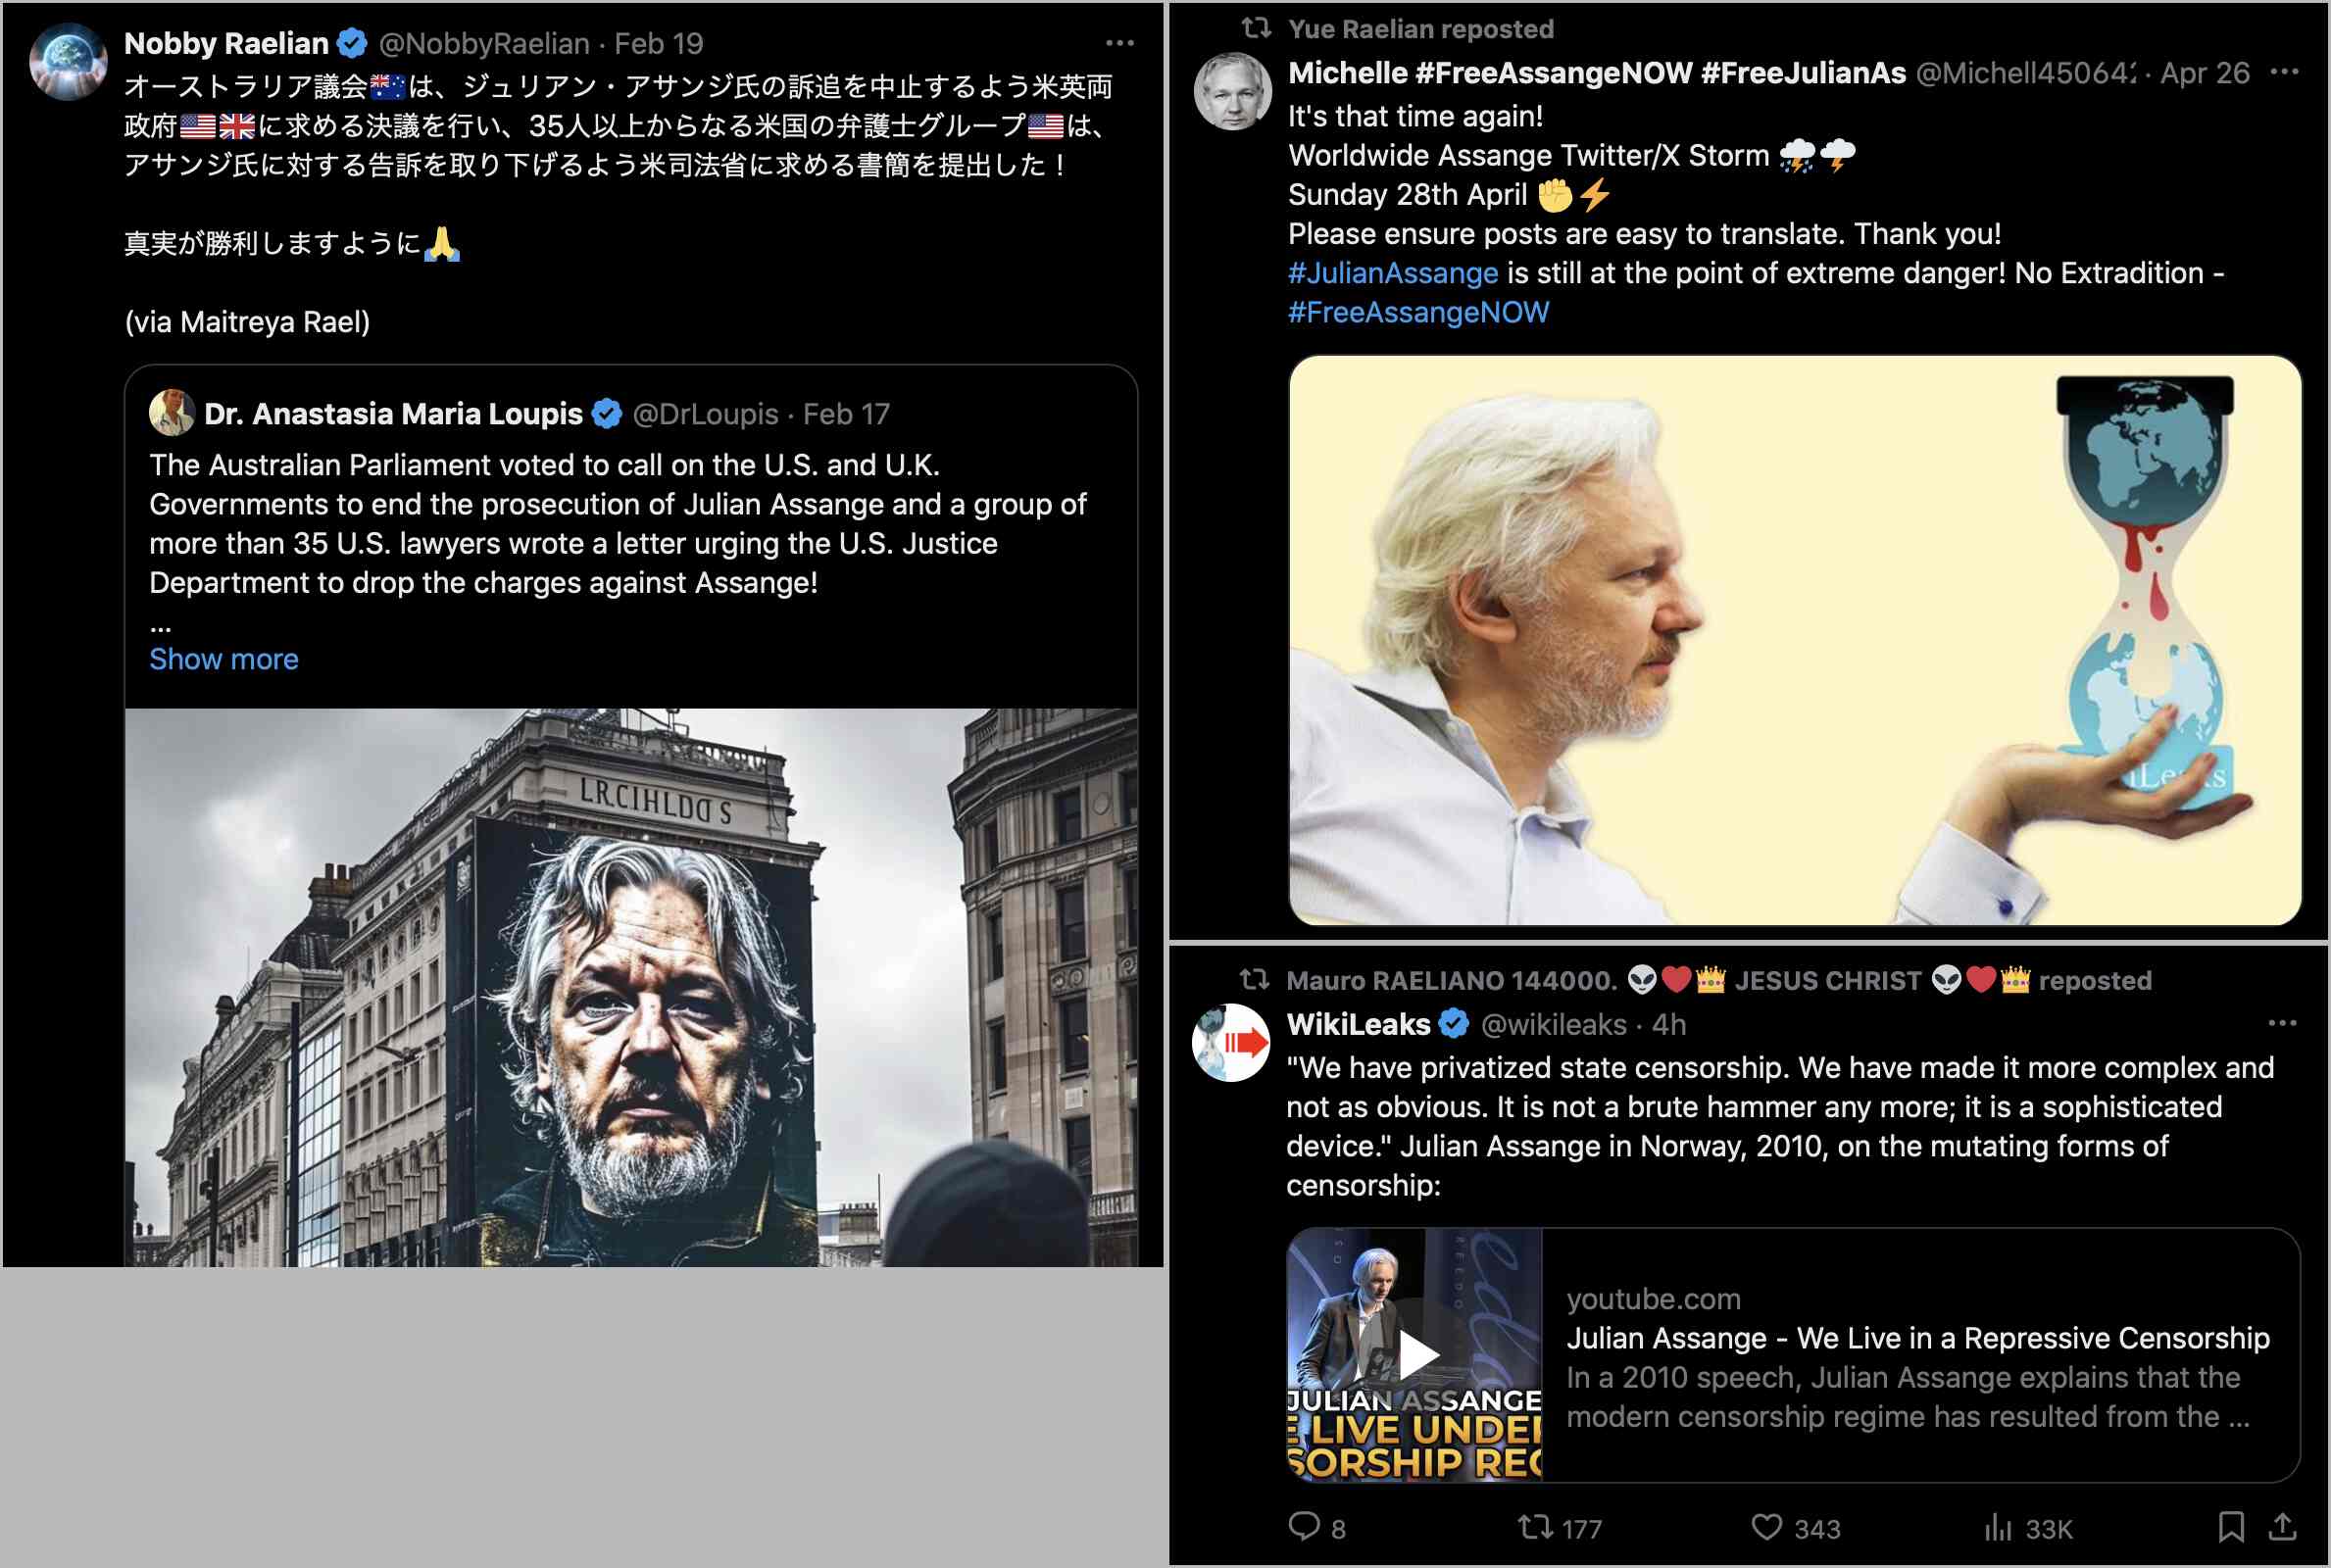 Nobby Raelian @NobbyRaelian · Feb 19
オーストラリア議会🇦🇺は、ジュリアン・アサンジ氏の訴追を中止するよう米英両
政府🇺🇸🇬🇧に求める決議を行い、35人以上からなる米国の弁護士グループ🇺🇸は、
アサンジ氏に対する告訴を取り下げるよう米司法省に求める書簡を提出した！
真実が勝利しますように🙏
(via Maitreya Rael)
Dr. Anastasia Maria Loupis @DrLoupis · Feb 17
The Australian Parliament voted to call on the U.S. and U.K.
Governments to end the prosecution of Julian Assange and a group of
more than 35 U.S. lawyers wrote a letter urging the U.S. Justice
Department to drop the charges against Assange!
...
Show more
LRCIHLDO S
Yue Raelian reposted
Michelle #FreeAssangeNOW #FreeJulianAs @Michell45064 · Apr 26
It's that time again!
Worldwide Assange Twitter/X Storm ⛈️🌩️
Sunday 28th April ✊⚡
Please ensure posts are easy to translate. Thank you!
#JulianAssange is still at the point of extreme danger! No Extradition -
#FreeAssangeNOW
iLe s
Mauro RAELIANO 144000. 👽❤️👑 JESUS CHRIST 👽❤️👑 reposted
WikiLeaks @wikileaks · 4h
"We have privatized state censorship. We have made it more complex and
not as obvious. It is not a brute hammer any more; it is a sophisticated
device." Julian Assange in Norway, 2010, on the mutating forms of
censorship:
JULIAN ASSANGE
E LIVE UNDER
SORSHIP REG
youtube.com
Julian Assange - We Live in a Repressive Censorship
In a 2010 speech, Julian Assange explains that the
modern censorship regime has resulted from the ...
8 177 343 33K